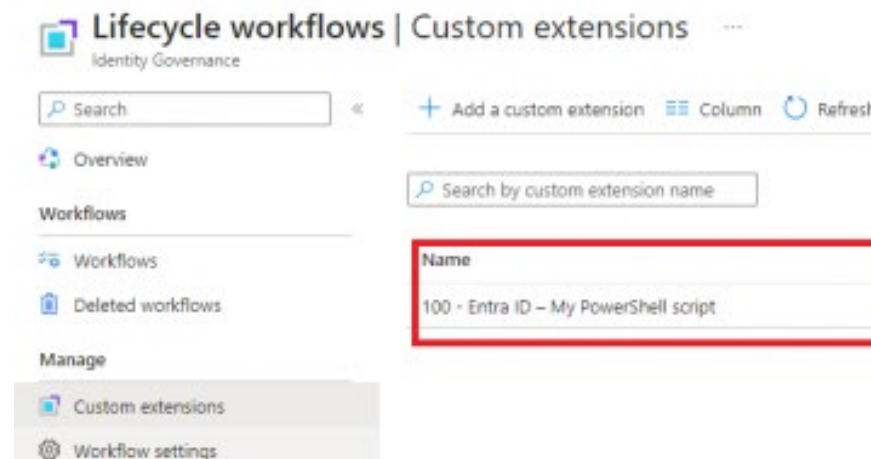 Lifecycle workflows | Custom extensions ...
Identity Governance
Search
«
+ Add a custom extension
Column
Refresh
Overview
Search by custom extension name
Workflows
Workflows
Name
Deleted workflows
100 - Entra ID – My PowerShell script
Manage
Custom extensions
Workflow settings